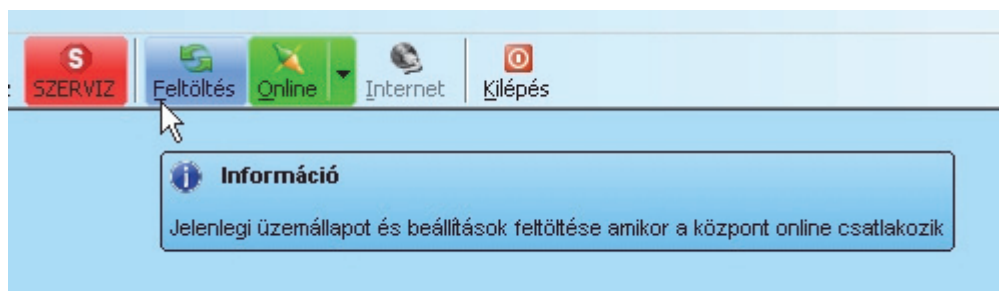 SZERVIZ Feltöltés Online Internet Kilépés
Információ
Jelenlegi üzemállapot és beállítások feltöltése amikor a központ online csatlakozik